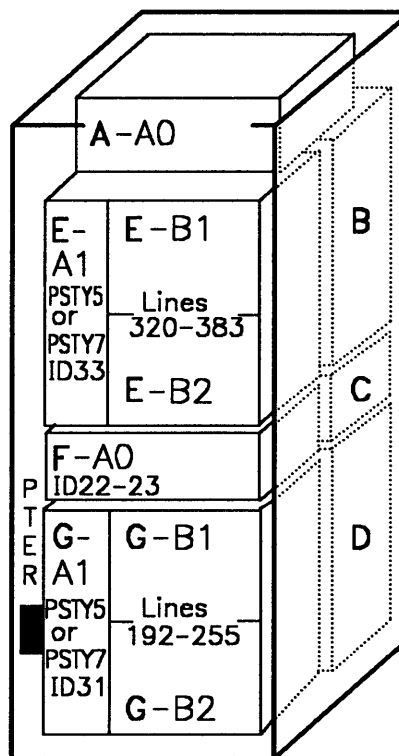 A-A0
B
E-A1
PSTY5
or
PSTY7
ID33
E-B1
Lines
320-383
E-B2
C
F-A0
ID22-23
PTER
G-A1
PSTY5
or
PSTY7
ID31
G-B1
Lines
192-255
G-B2
D